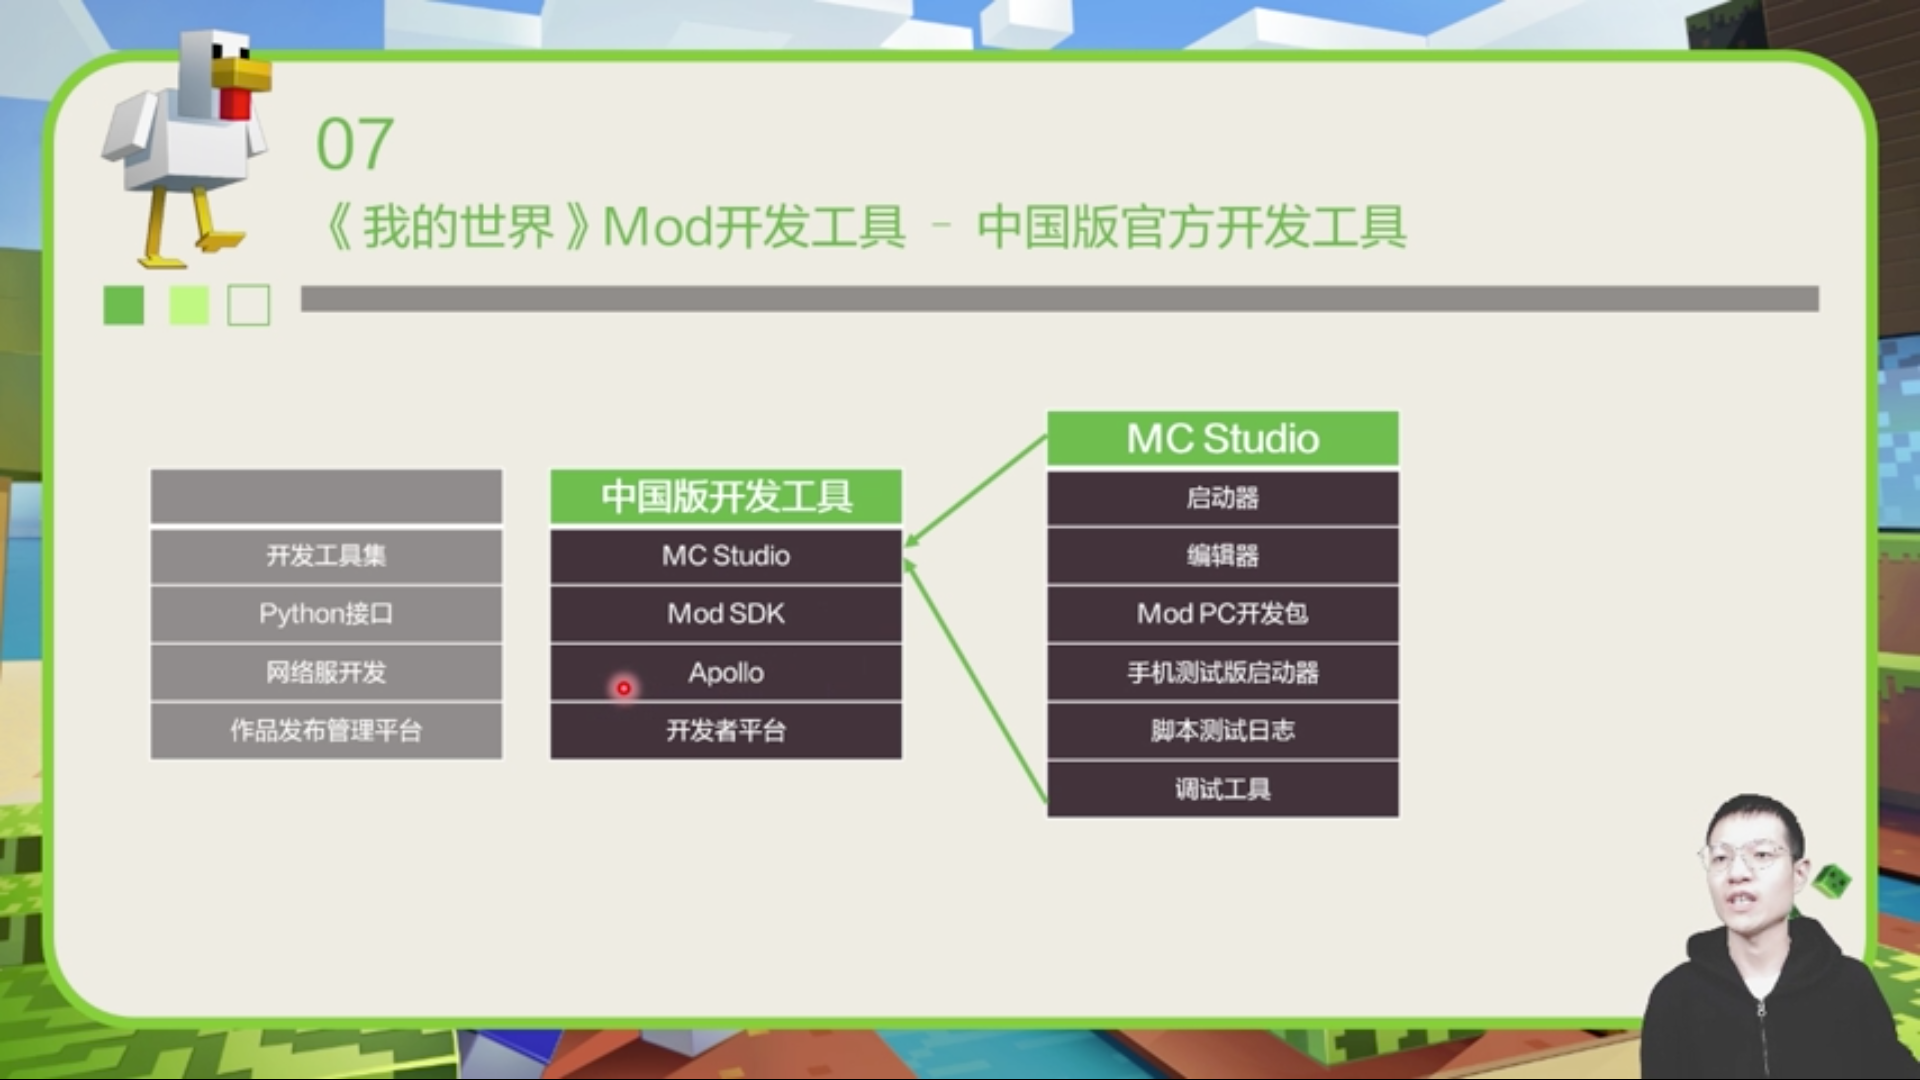 07
《我的世界》Mod开发工具 - 中国版官方开发工具
开发工具集
Python接口
网络服开发
作品发布管理平台
中国版开发工具
MC Studio
Mod SDK
Apollo
开发者平台
MC Studio
启动器
编辑器
Mod PC开发包
手机测试版启动器
脚本测试日志
调试工具